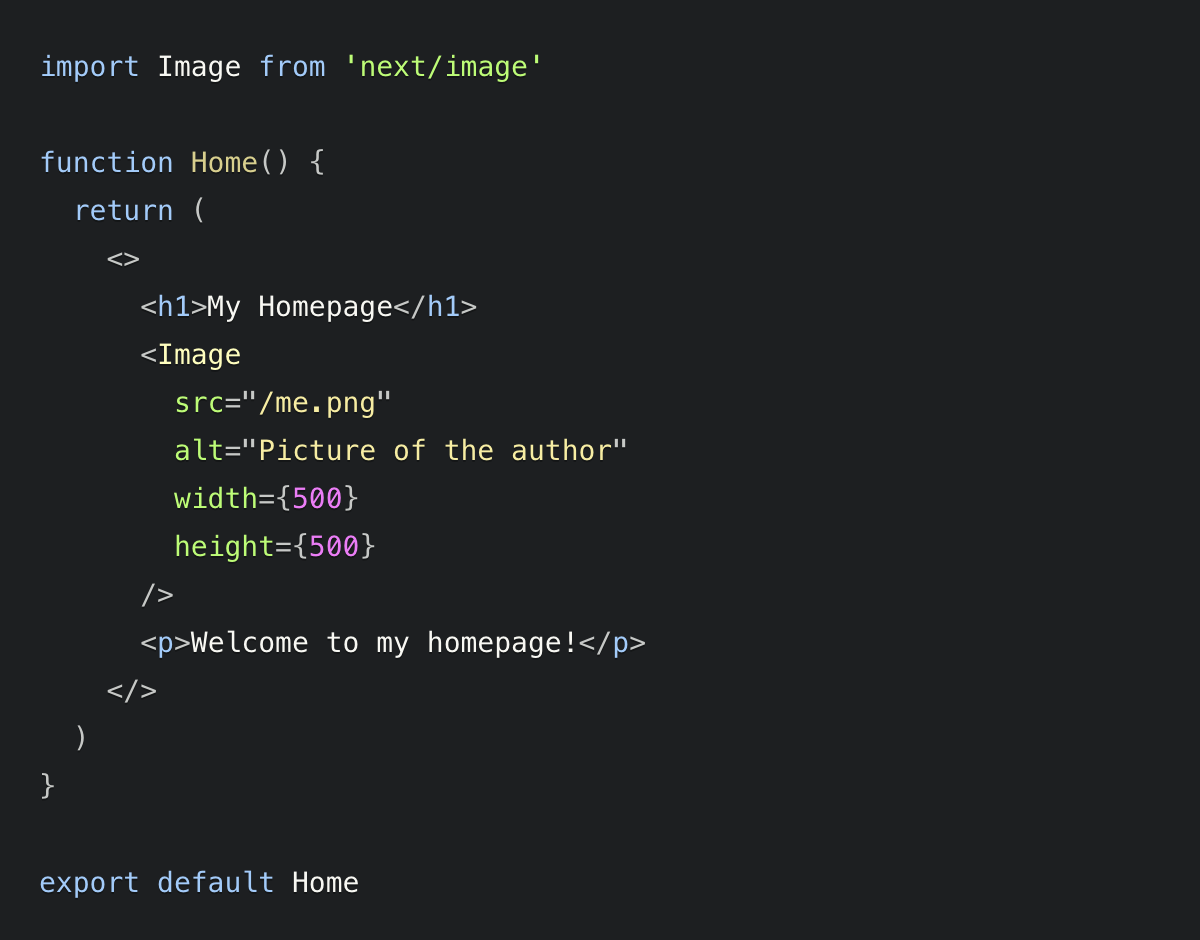 import Image from 'next/image'

function Home() {
  return (
    <>
      <h1>My Homepage</h1>
      <Image
        src="/me.png"
        alt="Picture of the author"
        width={500}
        height={500}
      />
      <p>Welcome to my homepage!</p>
    </>
  )
}

export default Home